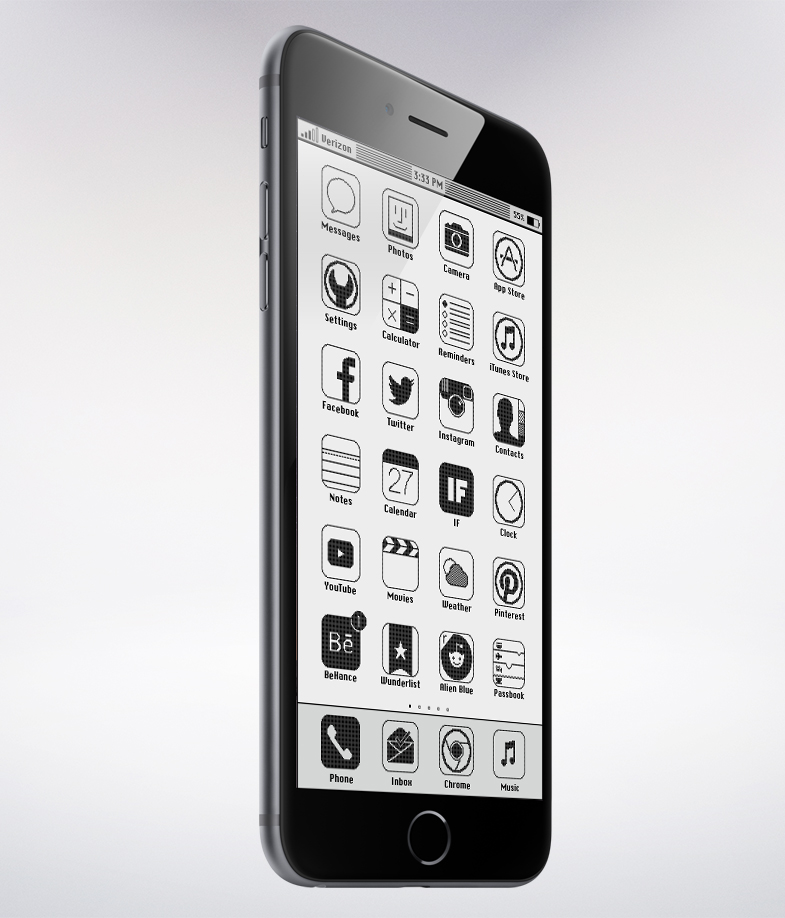 Verizon
3:33 PM
35%
Messages
Photos
Camera
App Store
Settings
+ −
× =
Calculator
Reminders
iTunes Store
f
Facebook
Twitter
Instagram
Contacts
Notes
27
Calendar
IF
IF
Clock
YouTube
Movies
Weather
Pinterest
1
Bē
BeHance
Wunderlist
Alien Blue
Passbook
Phone
Inbox
Chrome
Music